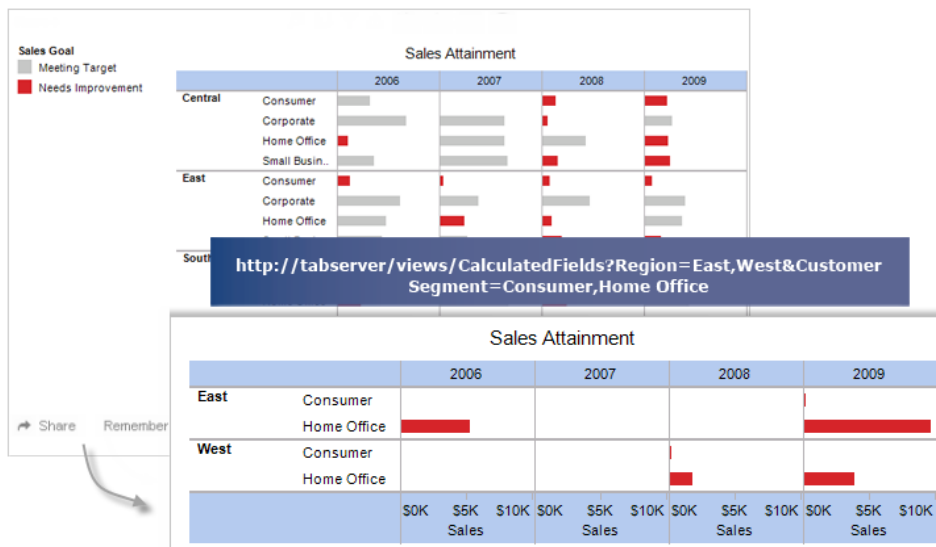 Sales Goal
Meeting Target
Needs Improvement
Sales Attainment
2006 2007 2008 2009
Central Consumer
Corporate
Home Office
Small Busin..
East Consumer
Corporate
Home Office
South
http://tabserver/views/CalculatedFields?Region=East,West&Customer
Segment=Consumer,Home Office
Share Remember
Sales Attainment
2006 2007 2008 2009
East Consumer
Home Office
West Consumer
Home Office
$0K $5K $10K $0K $5K $10K $0K $5K $10K $0K $5K $10K
Sales Sales Sales Sales